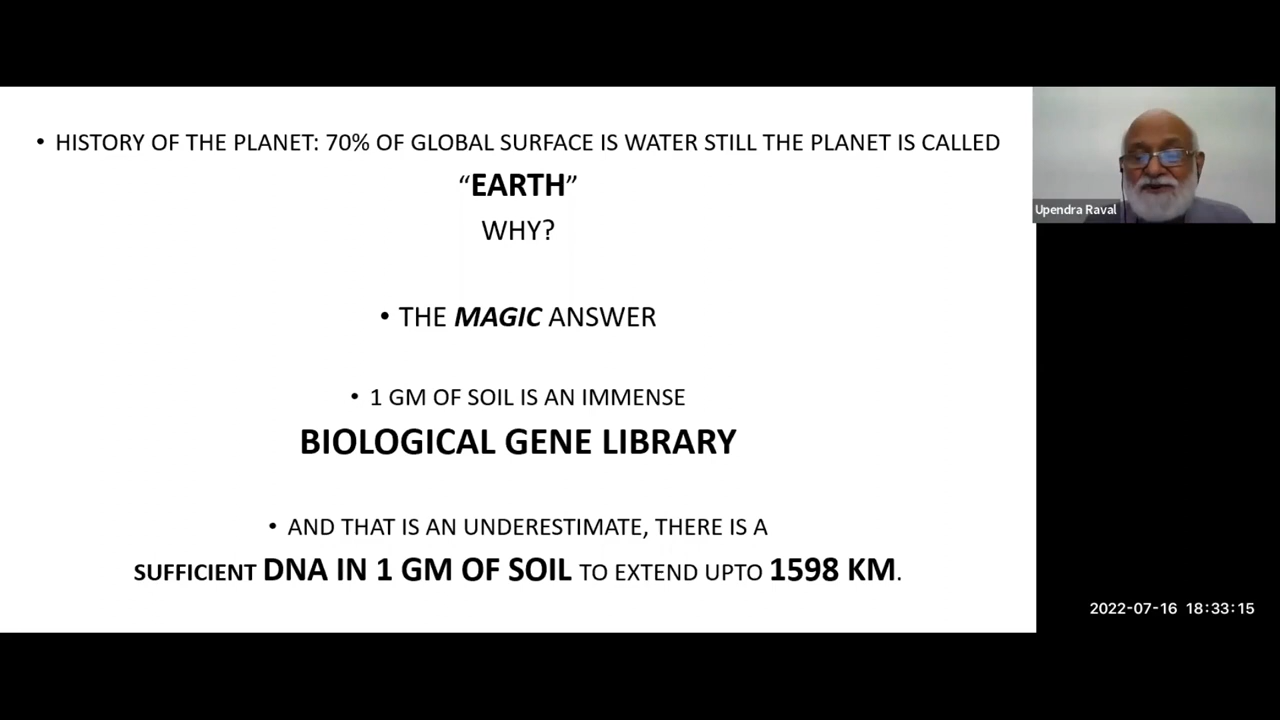 • HISTORY OF THE PLANET: 70% OF GLOBAL SURFACE IS WATER STILL THE PLANET IS CALLED
“EARTH”
WHY?
• THE MAGIC ANSWER
• 1 GM OF SOIL IS AN IMMENSE
BIOLOGICAL GENE LIBRARY
• AND THAT IS AN UNDERESTIMATE, THERE IS A
SUFFICIENT DNA IN 1 GM OF SOIL TO EXTEND UPTO 1598 KM.
Upendra Raval
2022-07-16 18:33:15